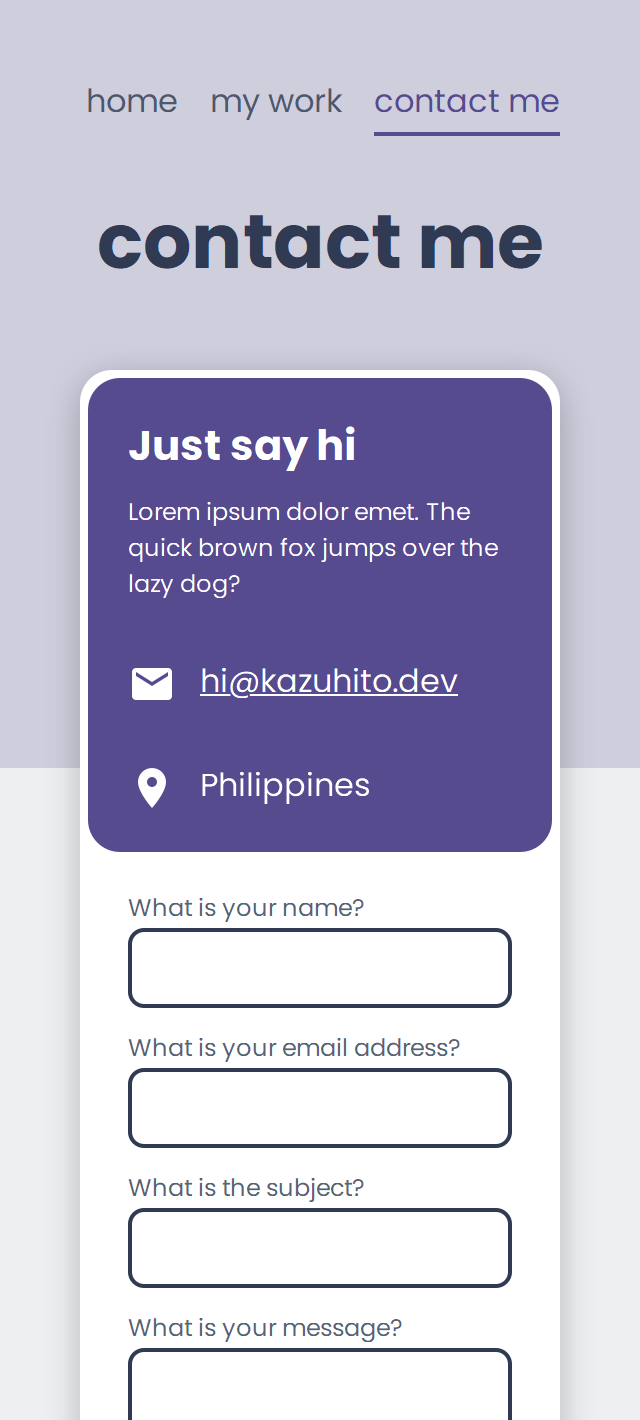 home my work contact me
contact me
Just say hi
Lorem ipsum dolor emet. The
quick brown fox jumps over the
lazy dog?
hi@kazuhito.dev
Philippines
What is your name?
What is your email address?
What is the subject?
What is your message?